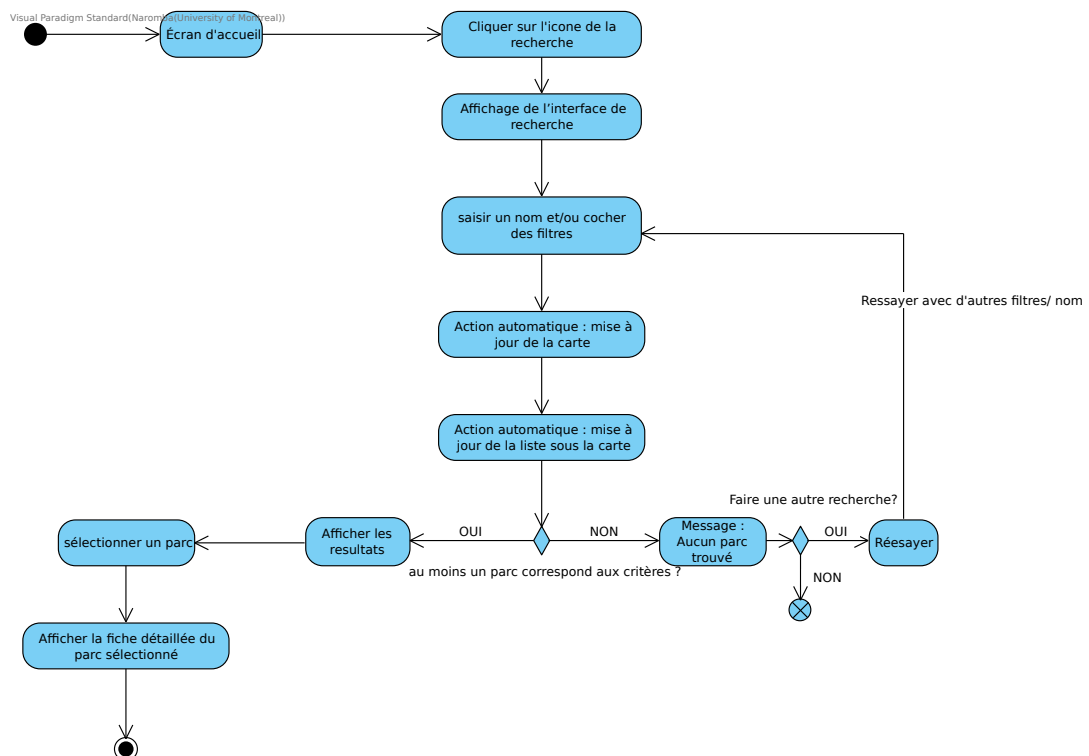 Visual Paradigm Standard(Naromba(University of Montreal))
Écran d'accueil
Cliquer sur l'icone de la
recherche
Affichage de l’interface de
recherche
saisir un nom et/ou cocher
des filtres
Ressayer avec d'autres filtres/ nom
Action automatique : mise à
jour de la carte
Action automatique : mise à
jour de la liste sous la carte
Faire une autre recherche?
sélectionner un parc
Afficher les
resultats
OUI
NON
Message :
Aucun parc
trouvé
OUI
Réesayer
au moins un parc correspond aux critères ?
NON
Afficher la fiche détaillée du
parc sélectionné